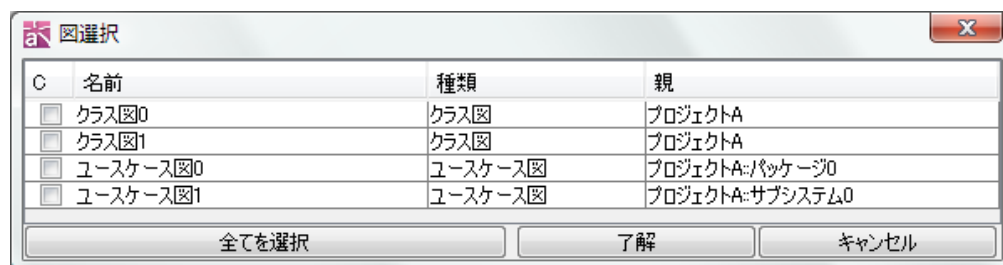 図選択
C 名前 種類 親
クラス図0 クラス図 プロジェクトA
クラス図1 クラス図 プロジェクトA
ユースケース図0 ユースケース図 プロジェクトA::パッケージ0
ユースケース図1 ユースケース図 プロジェクトA::サブシステム0
全てを選択 了解 キャンセル